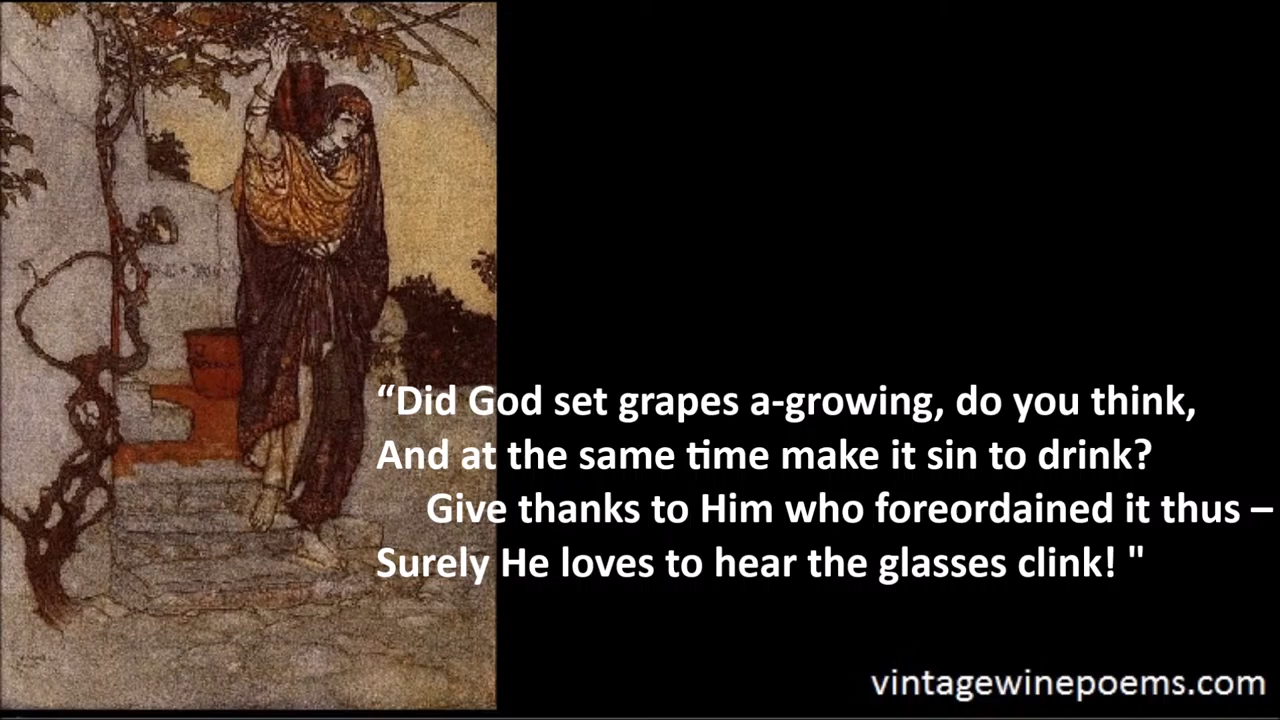 “Did God set grapes a-growing, do you think,
And at the same time make it sin to drink?
Give thanks to Him who foreordained it thus –
Surely He loves to hear the glasses clink! "
vintagewinepoems.com